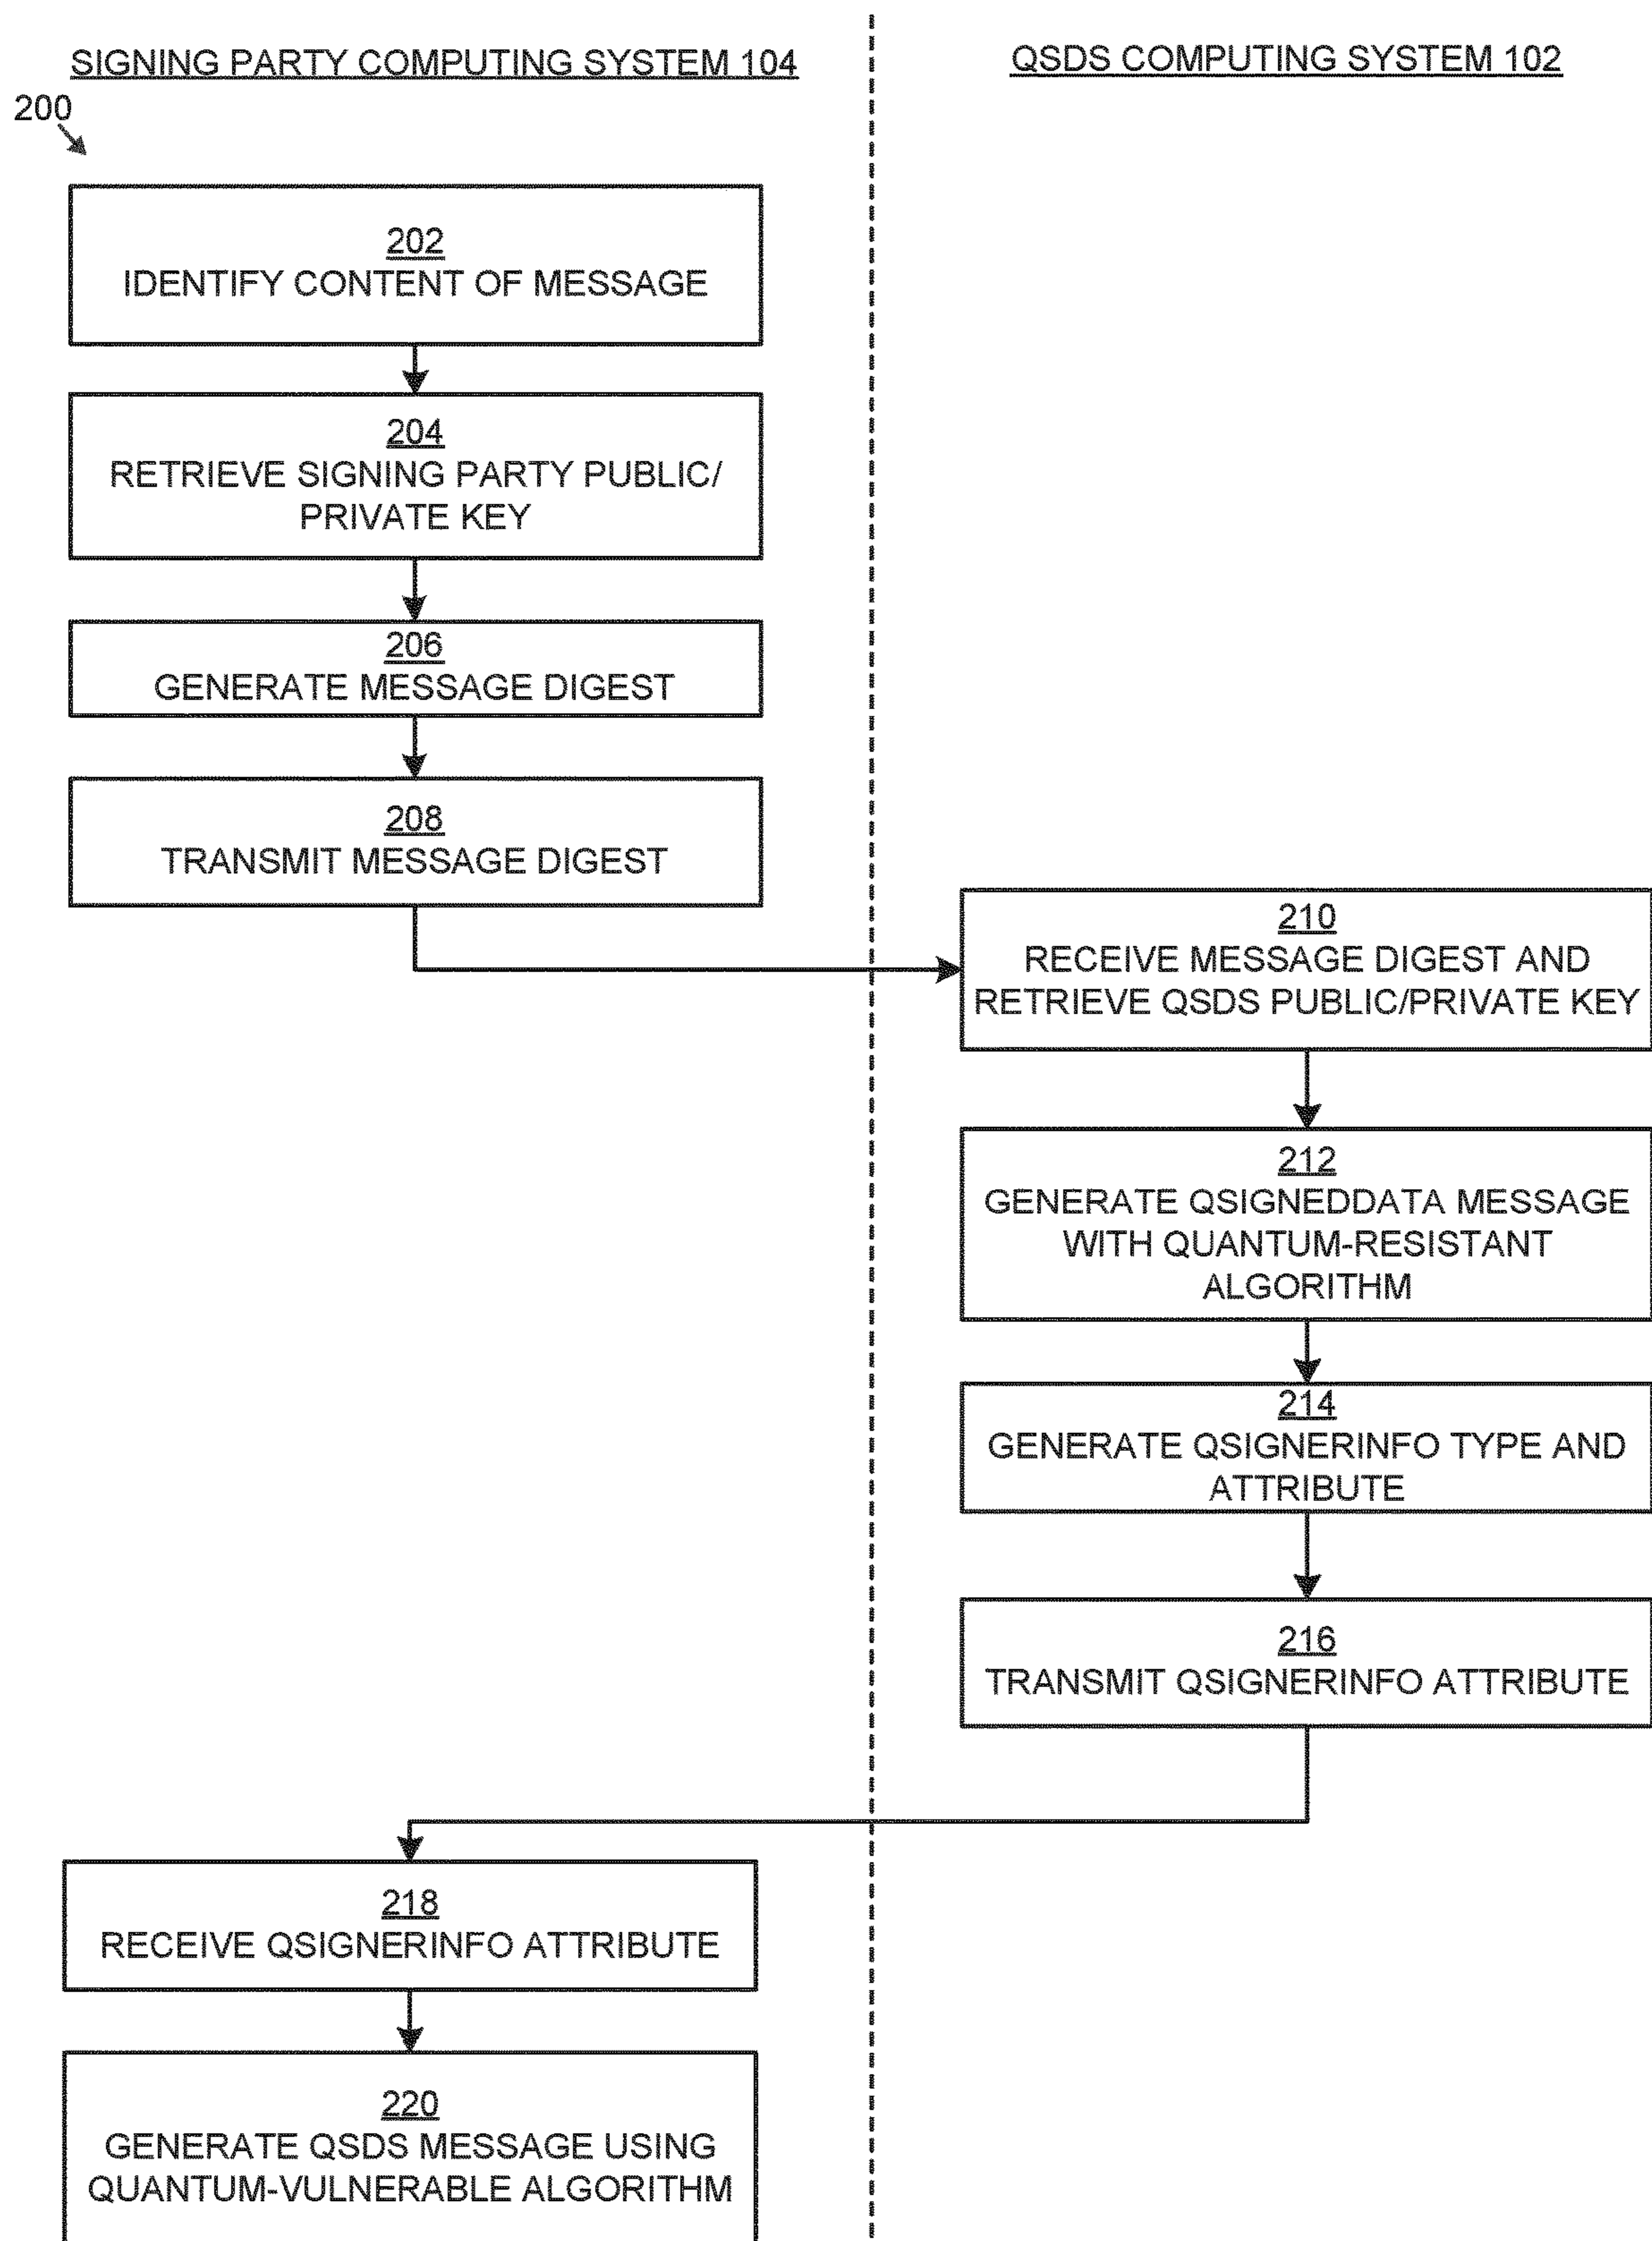 SIGNING PARTY COMPUTING SYSTEM 104
QSDS COMPUTING SYSTEM 102
200
202
IDENTIFY CONTENT OF MESSAGE
204
RETRIEVE SIGNING PARTY PUBLIC/
PRIVATE KEY
206
GENERATE MESSAGE DIGEST
208
TRANSMIT MESSAGE DIGEST
210
RECEIVE MESSAGE DIGEST AND
RETRIEVE QSDS PUBLIC/PRIVATE KEY
212
GENERATE QSIGNEDDATA MESSAGE
WITH QUANTUM-RESISTANT
ALGORITHM
214
GENERATE QSIGNERINFO TYPE AND
ATTRIBUTE
216
TRANSMIT QSIGNERINFO ATTRIBUTE
218
RECEIVE QSIGNERINFO ATTRIBUTE
220
GENERATE QSDS MESSAGE USING
QUANTUM-VULNERABLE ALGORITHM